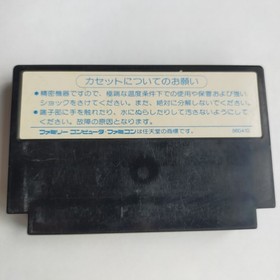 カセットについてのお願い
●精密機器ですので、極端な温度条件下での使用や保管および強い
ショックをさけてください。また、絶対に分解しないでください。
●端子部に手を触れたり、水にぬらしたりして汚さないようにして
ください。故障の原因となります。
ファミリーコンピュータ・ファミコンは任天堂の商標です。